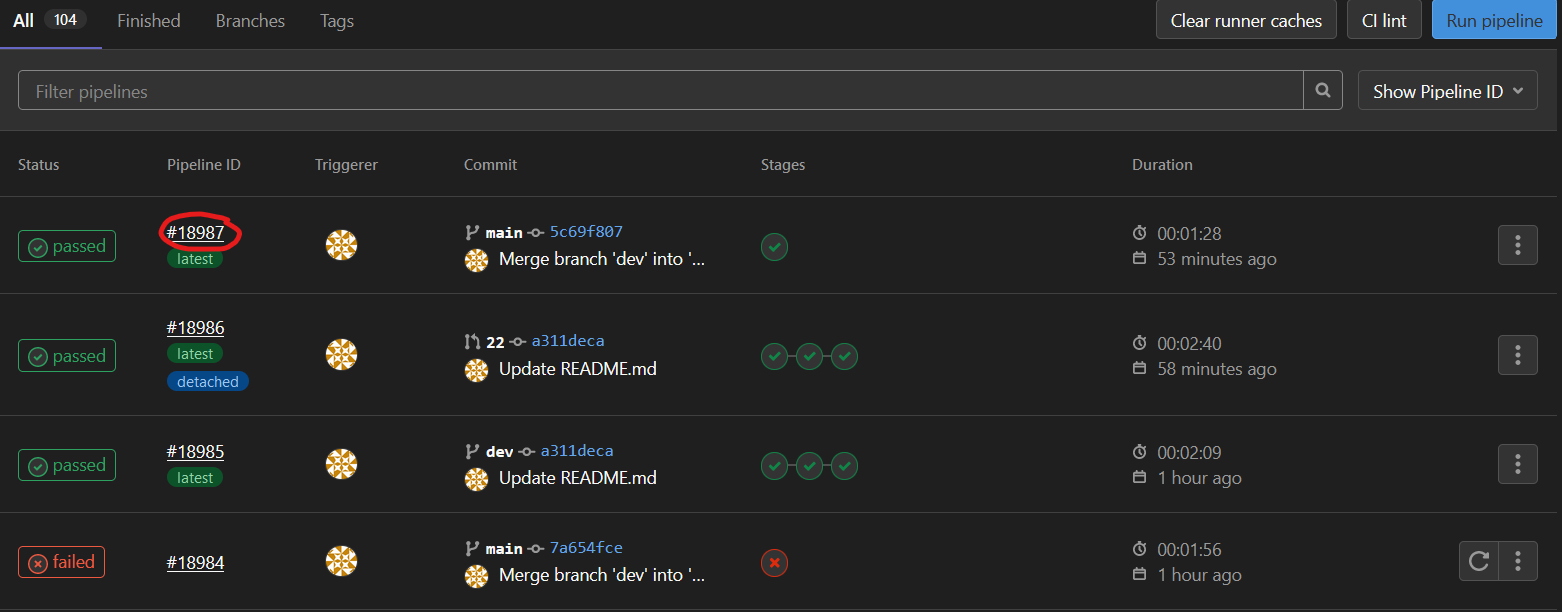 All 104 Finished Branches Tags Clear runner caches CI lint Run pipeline
Filter pipelines Show Pipeline ID
Status Pipeline ID Triggerer Commit Stages Duration
passed #18987 main 5c69f807 00:01:28
latest Merge branch 'dev' into '... 53 minutes ago
#18986
passed latest 22 a311deca 00:02:40
detached Update README.md 58 minutes ago
passed #18985 dev a311deca 00:02:09
latest Update README.md 1 hour ago
failed #18984 main 7a654fce 00:01:56
Merge branch 'dev' into '... 1 hour ago